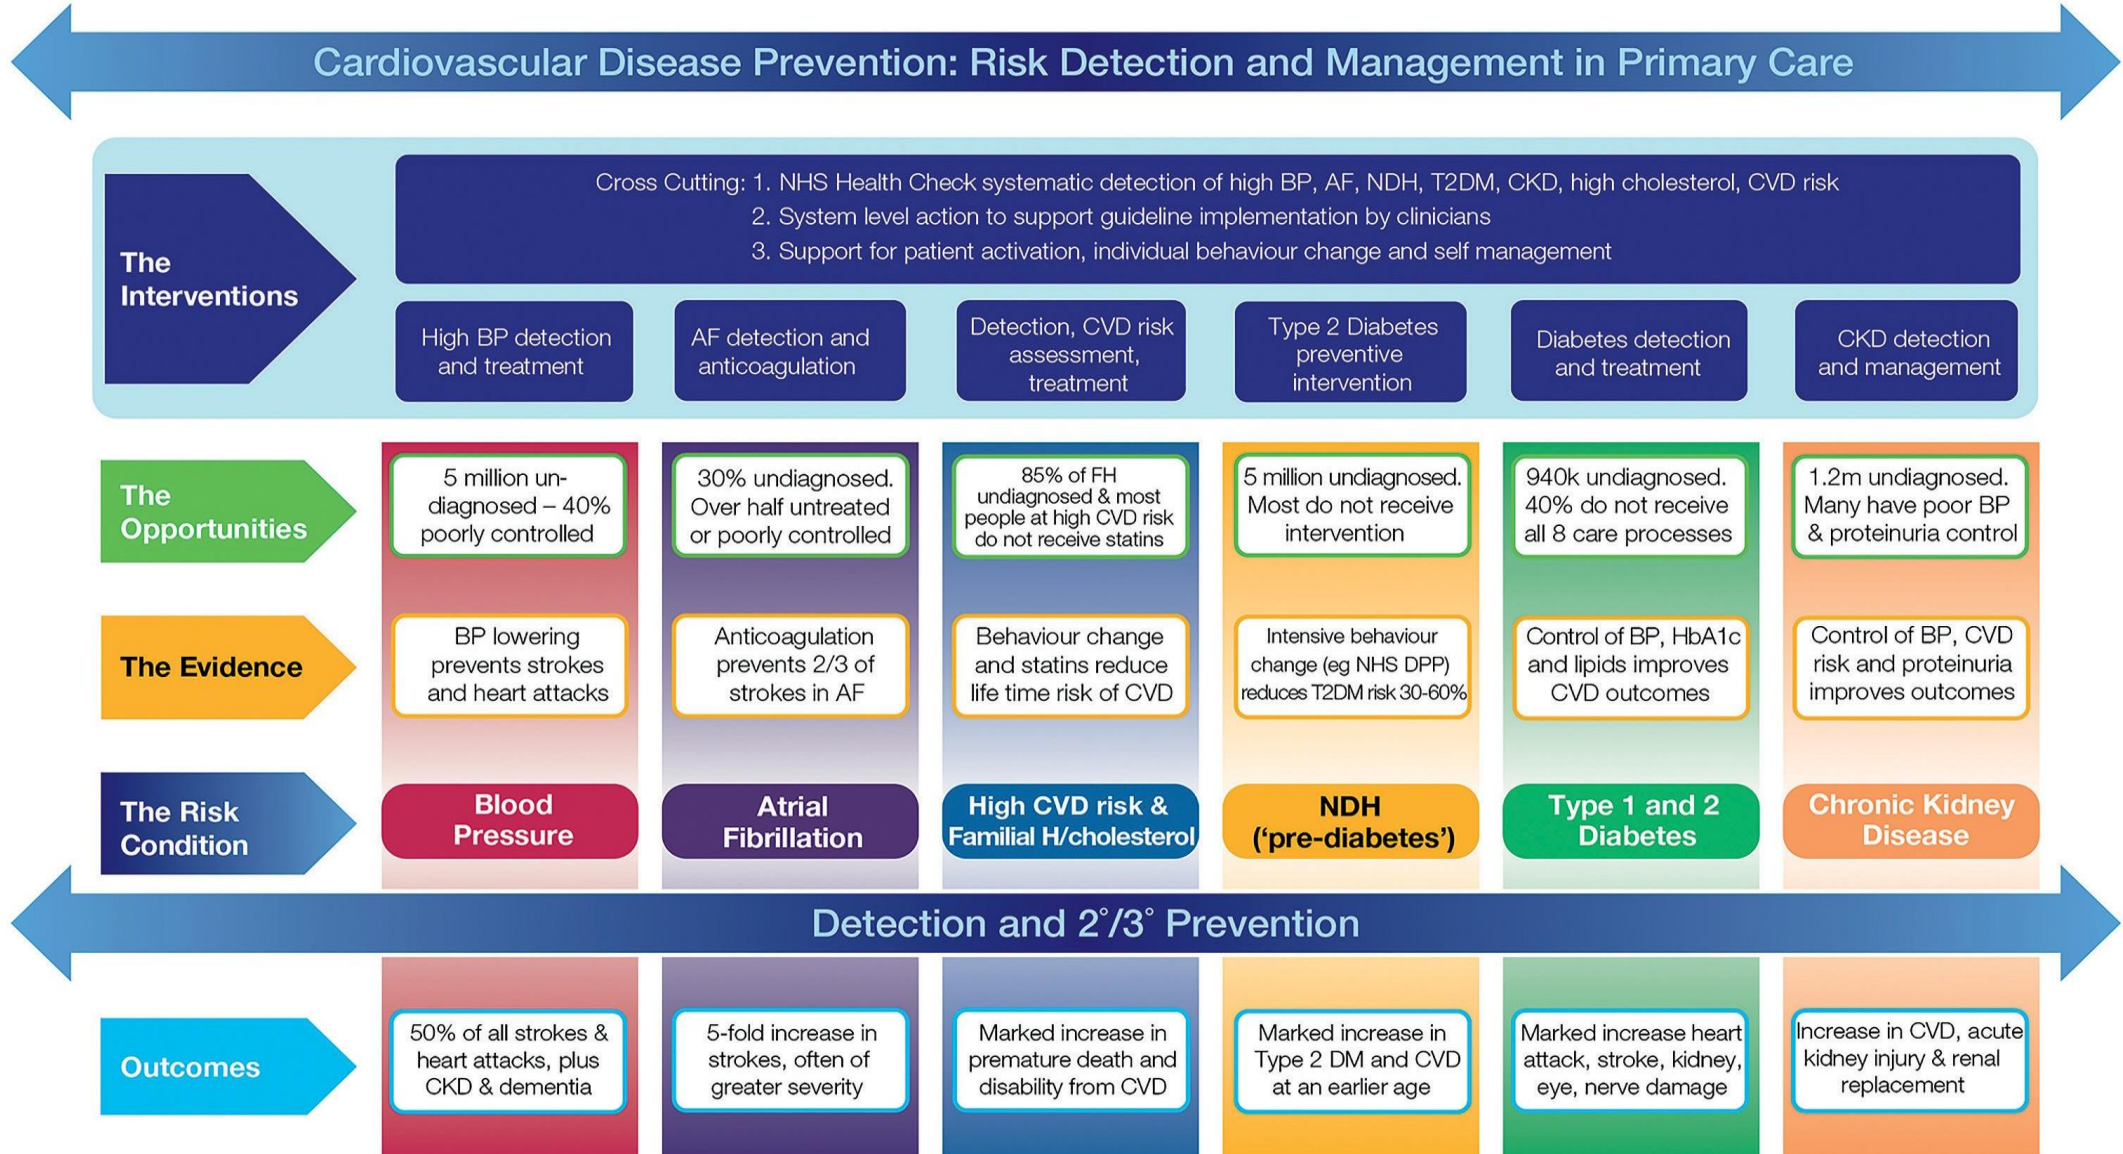 Cardiovascular Disease Prevention: Risk Detection and Management in Primary Care
The
Interventions
Cross Cutting: 1. NHS Health Check systematic detection of high BP, AF, NDH, T2DM, CKD, high cholesterol, CVD risk
2. System level action to support guideline implementation by clinicians
3. Support for patient activation, individual behaviour change and self management
High BP detection
and treatment
AF detection and
anticoagulation
Detection, CVD risk
assessment,
treatment
Type 2 Diabetes
preventive
intervention
Diabetes detection
and treatment
CKD detection
and management
The
Opportunities
5 million un-
diagnosed – 40%
poorly controlled
30% undiagnosed.
Over half untreated
or poorly controlled
85% of FH
undiagnosed & most
people at high CVD risk
do not receive statins
5 million undiagnosed.
Most do not receive
intervention
940k undiagnosed.
40% do not receive
all 8 care processes
1.2m undiagnosed.
Many have poor BP
& proteinuria control
The Evidence
BP lowering
prevents strokes
and heart attacks
Anticoagulation
prevents 2/3 of
strokes in AF
Behaviour change
and statins reduce
life time risk of CVD
Intensive behaviour
change (eg NHS DPP)
reduces T2DM risk 30-60%
Control of BP, HbA1c
and lipids improves
CVD outcomes
Control of BP, CVD
risk and proteinuria
improves outcomes
The Risk
Condition
Blood
Pressure
Atrial
Fibrillation
High CVD risk &
Familial H/cholesterol
NDH
(‘pre-diabetes’)
Type 1 and 2
Diabetes
Chronic Kidney
Disease
Detection and 2°/3° Prevention
Outcomes
50% of all strokes &
heart attacks, plus
CKD & dementia
5-fold increase in
strokes, often of
greater severity
Marked increase in
premature death and
disability from CVD
Marked increase in
Type 2 DM and CVD
at an earlier age
Marked increase heart
attack, stroke, kidney,
eye, nerve damage
Increase in CVD, acute
kidney injury & renal
replacement